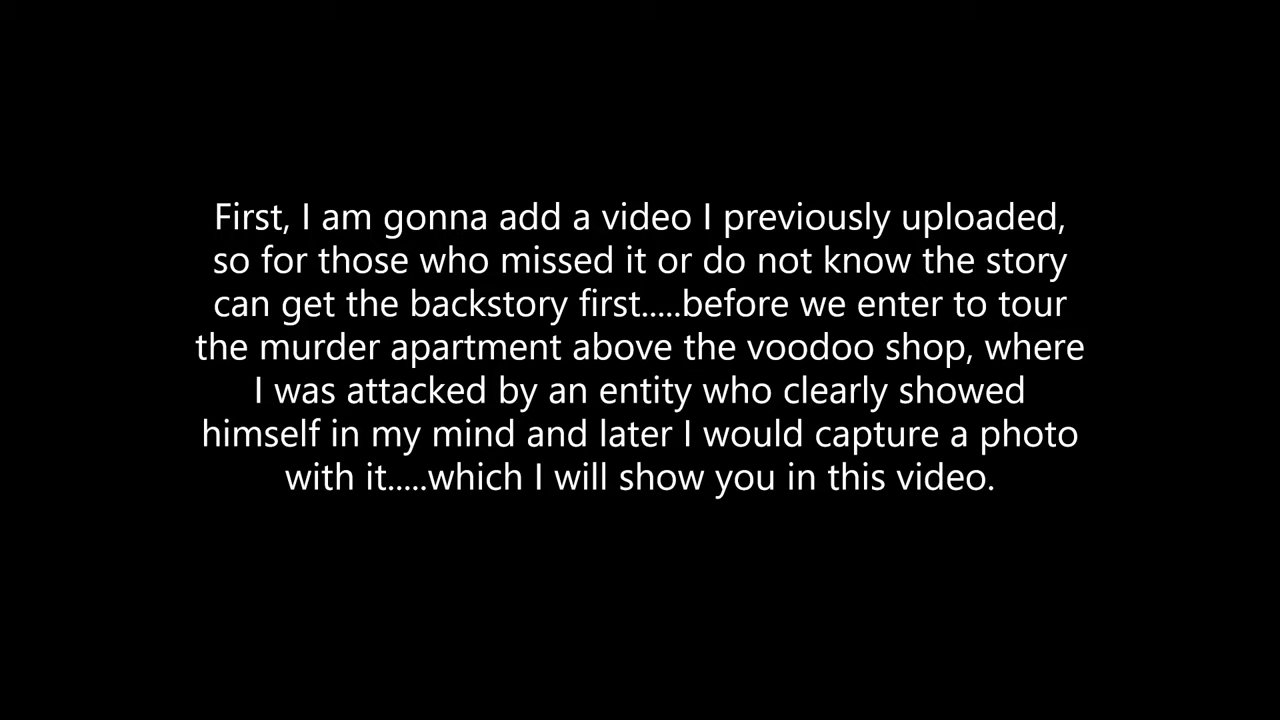 First, I am gonna add a video I previously uploaded,
so for those who missed it or do not know the story
can get the backstory first.....before we enter to tour
the murder apartment above the voodoo shop, where
I was attacked by an entity who clearly showed
himself in my mind and later I would capture a photo
with it.....which I will show you in this video.